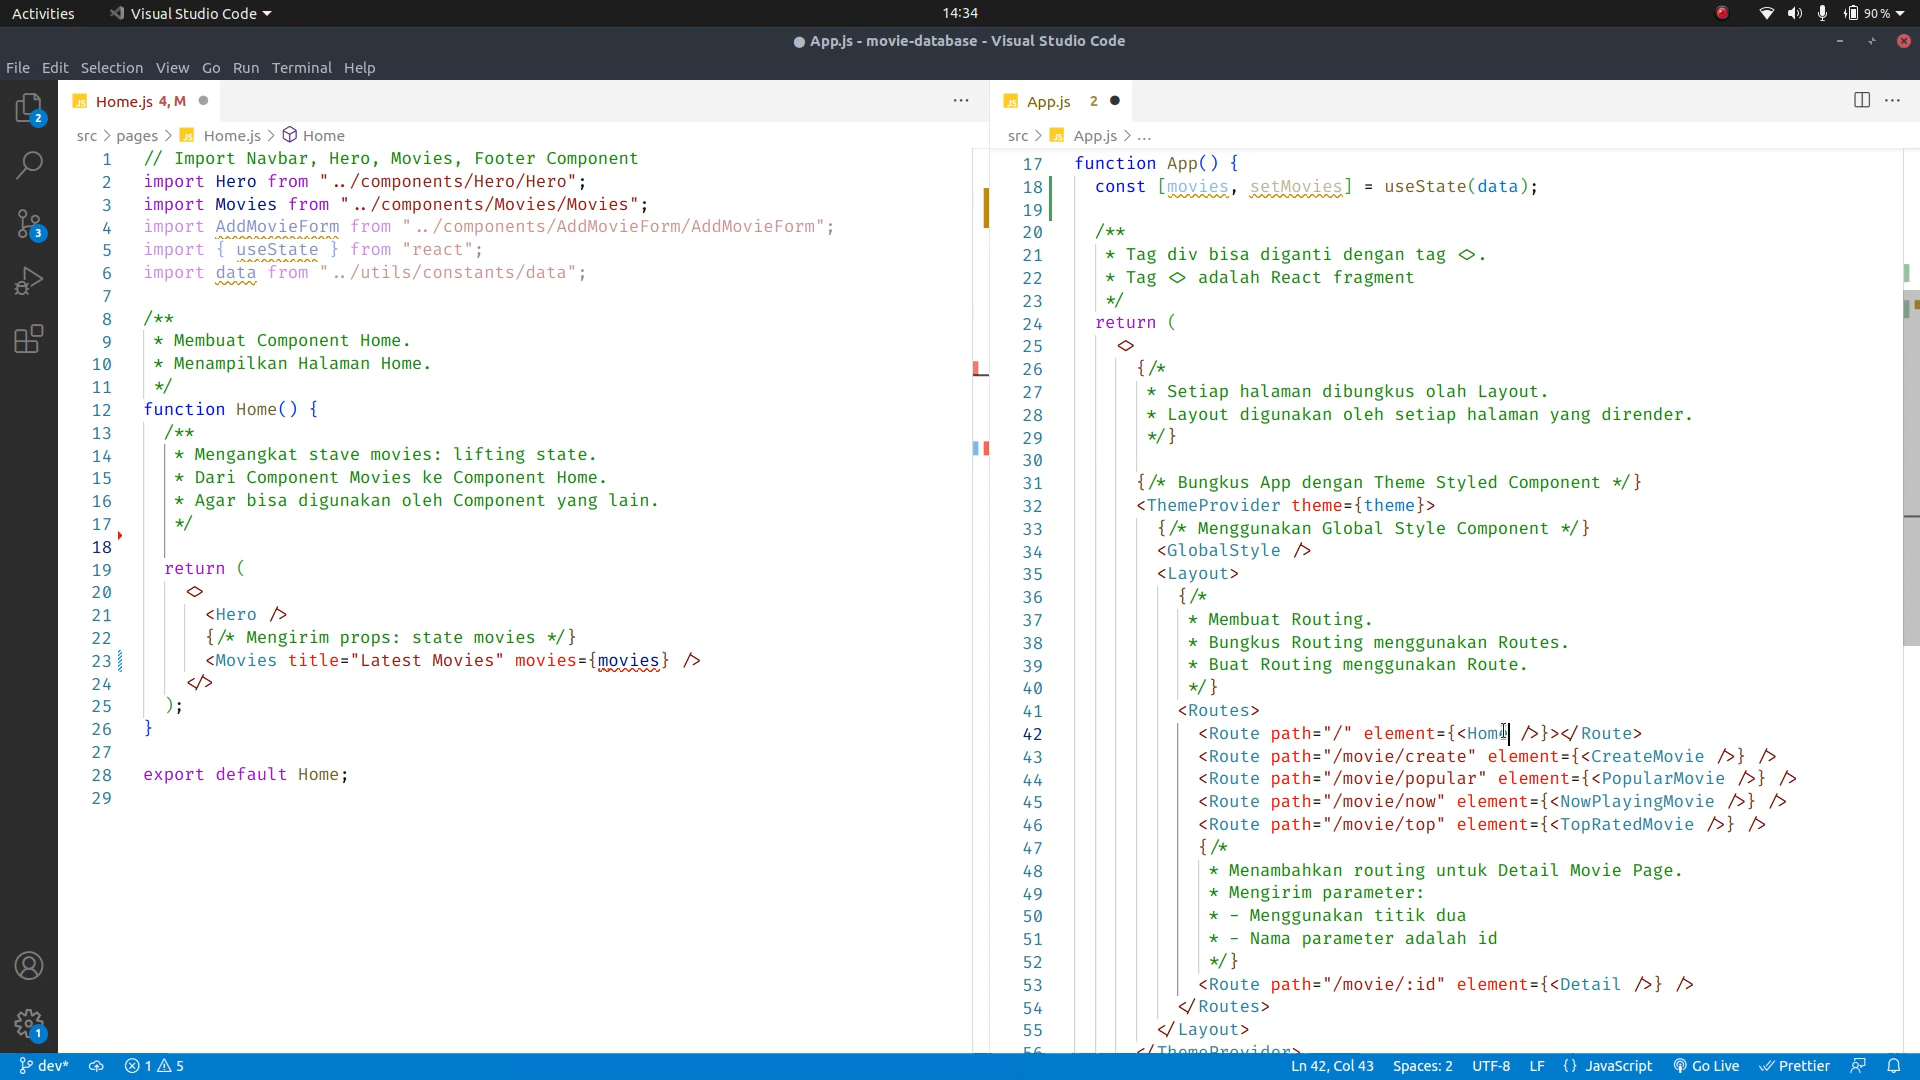 Activities
Visual Studio Code
14:34
90 %
● App.js - movie-database - Visual Studio Code
File Edit Selection View Go Run Terminal Help
2
3
1
JS Home.js 4, M
src > pages > JS Home.js > Home
1 // Import Navbar, Hero, Movies, Footer Component
2 import Hero from "../components/Hero/Hero";
3 import Movies from "../components/Movies/Movies";
4 import AddMovieForm from "../components/AddMovieForm/AddMovieForm";
5 import { useState } from "react";
6 import data from "../utils/constants/data";
7
8 /**
9 * Membuat Component Home.
10 * Menampilkan Halaman Home.
11 */
12 function Home() {
13 /**
14 * Mengangkat stave movies: lifting state.
15 * Dari Component Movies ke Component Home.
16 * Agar bisa digunakan oleh Component yang lain.
17 */
18
19 return (
20 <>
21 <Hero />
22 {/* Mengirim props: state movies */}
23 <Movies title="Latest Movies" movies={movies} />
24 </>
25 );
26 }
27
28 export default Home;
29
JS App.js 2 ●
src > JS App.js > ...
17 function App() {
18 const [movies, setMovies] = useState(data);
19
20 /**
21 * Tag div bisa diganti dengan tag <>.
22 * Tag <> adalah React fragment
23 */
24 return (
25 <>
26 {/*
27 * Setiap halaman dibungkus olah Layout.
28 * Layout digunakan oleh setiap halaman yang dirender.
29 */}
30
31 {/* Bungkus App dengan Theme Styled Component */}
32 <ThemeProvider theme={theme}>
33 {/* Menggunakan Global Style Component */}
34 <GlobalStyle />
35 <Layout>
36 {/*
37 * Membuat Routing.
38 * Bungkus Routing menggunakan Routes.
39 * Buat Routing menggunakan Route.
40 */}
41 <Routes>
42 <Route path="/" element={<Home />}></Route>
43 <Route path="/movie/create" element={<CreateMovie />} />
44 <Route path="/movie/popular" element={<PopularMovie />} />
45 <Route path="/movie/now" element={<NowPlayingMovie />} />
46 <Route path="/movie/top" element={<TopRatedMovie />} />
47 {/*
48 * Menambahkan routing untuk Detail Movie Page.
49 * Mengirim parameter:
50 * - Menggunakan titik dua
51 * - Nama parameter adalah id
52 */}
53 <Route path="/movie/:id" element={<Detail />} />
54 </Routes>
55 </Layout>
56 </ThemeProvider>
dev* 1 5
Ln 42, Col 43 Spaces: 2 UTF-8 LF {} JavaScript Go Live Prettier